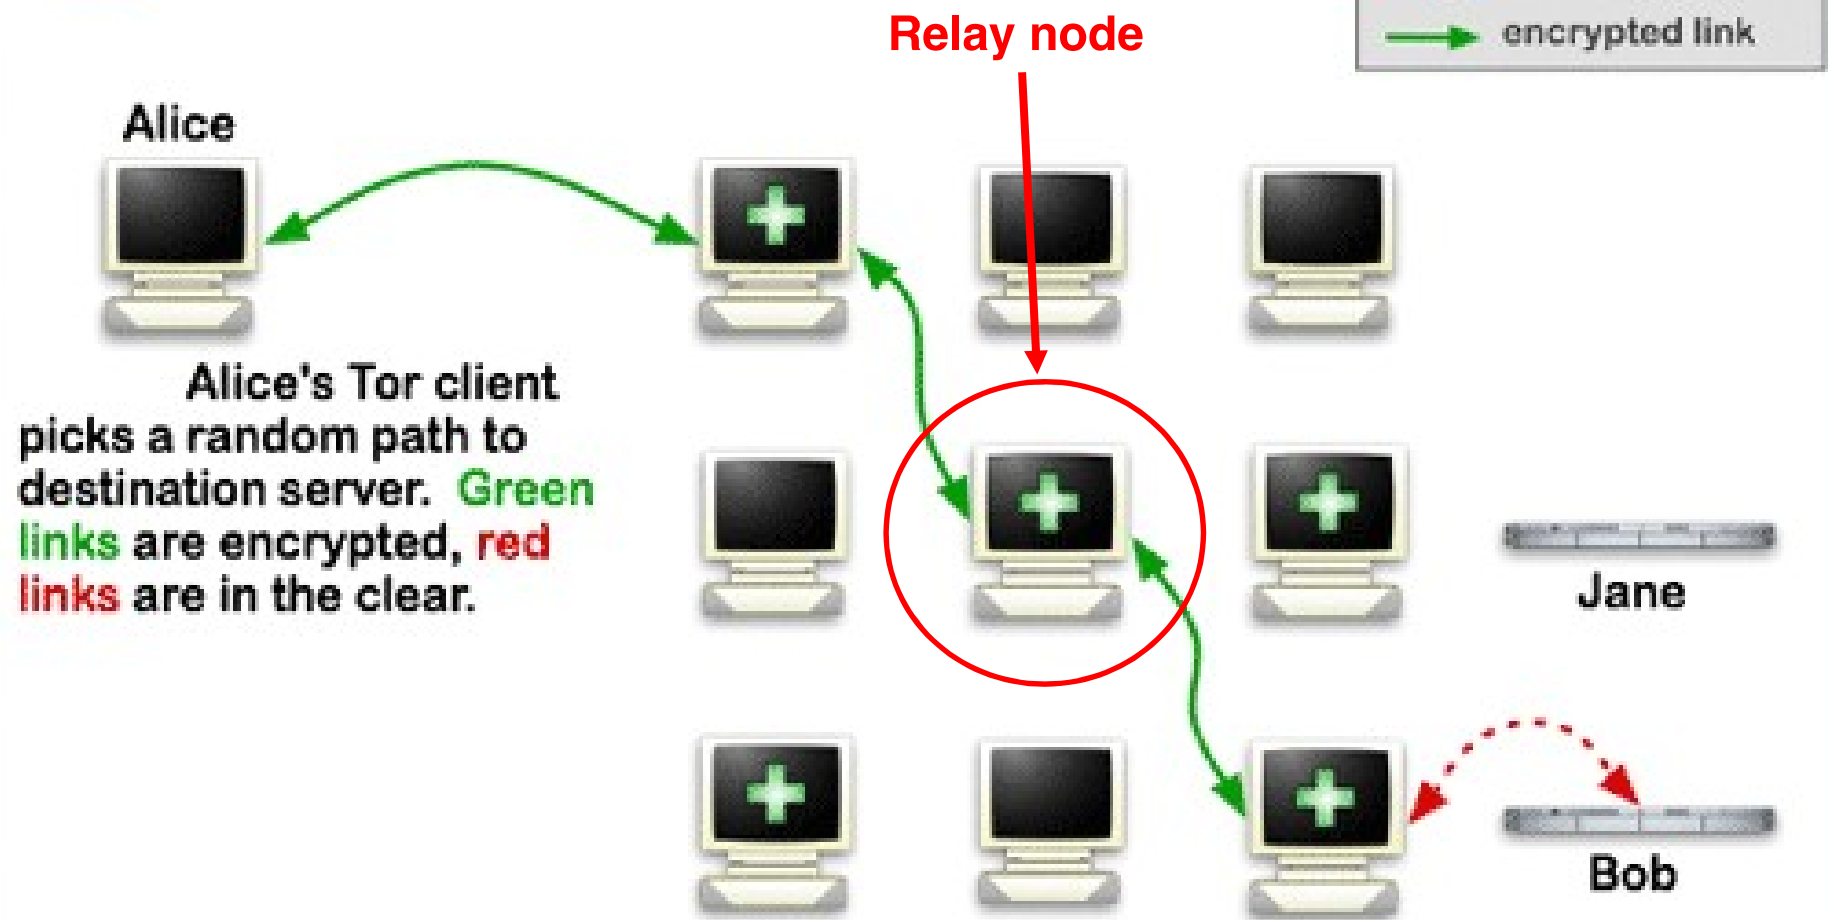 Relay node
encrypted link
Alice
Alice's Tor client
picks a random path to
destination server. Green
links are encrypted, red
links are in the clear.
Jane
Bob